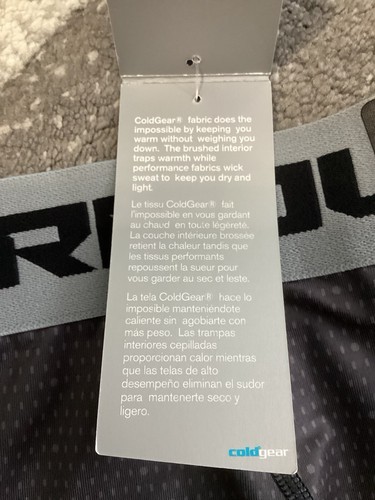 ColdGear® fabric does the
impossible by keeping you
warm without weighing you
down. The brushed interior
traps warmth while
performance fabrics wick
sweat to keep you dry and
light.
Le tissu ColdGear® fait
l'impossible en vous gardant
au chaud en toute légèreté.
La couche intérieure brossée
retient la chaleur tandis que
les tissus performants
repoussent la sueur pour
vous garder au sec et leste.
La tela ColdGear® hace lo
imposible manteniéndote
caliente sin agobiarte con
más peso. Las trampas
interiores cepilladas
proporcionan calor mientras
que las telas de alto
desempeño eliminan el sudor
para mantenerte seco y
ligero.
coldgear